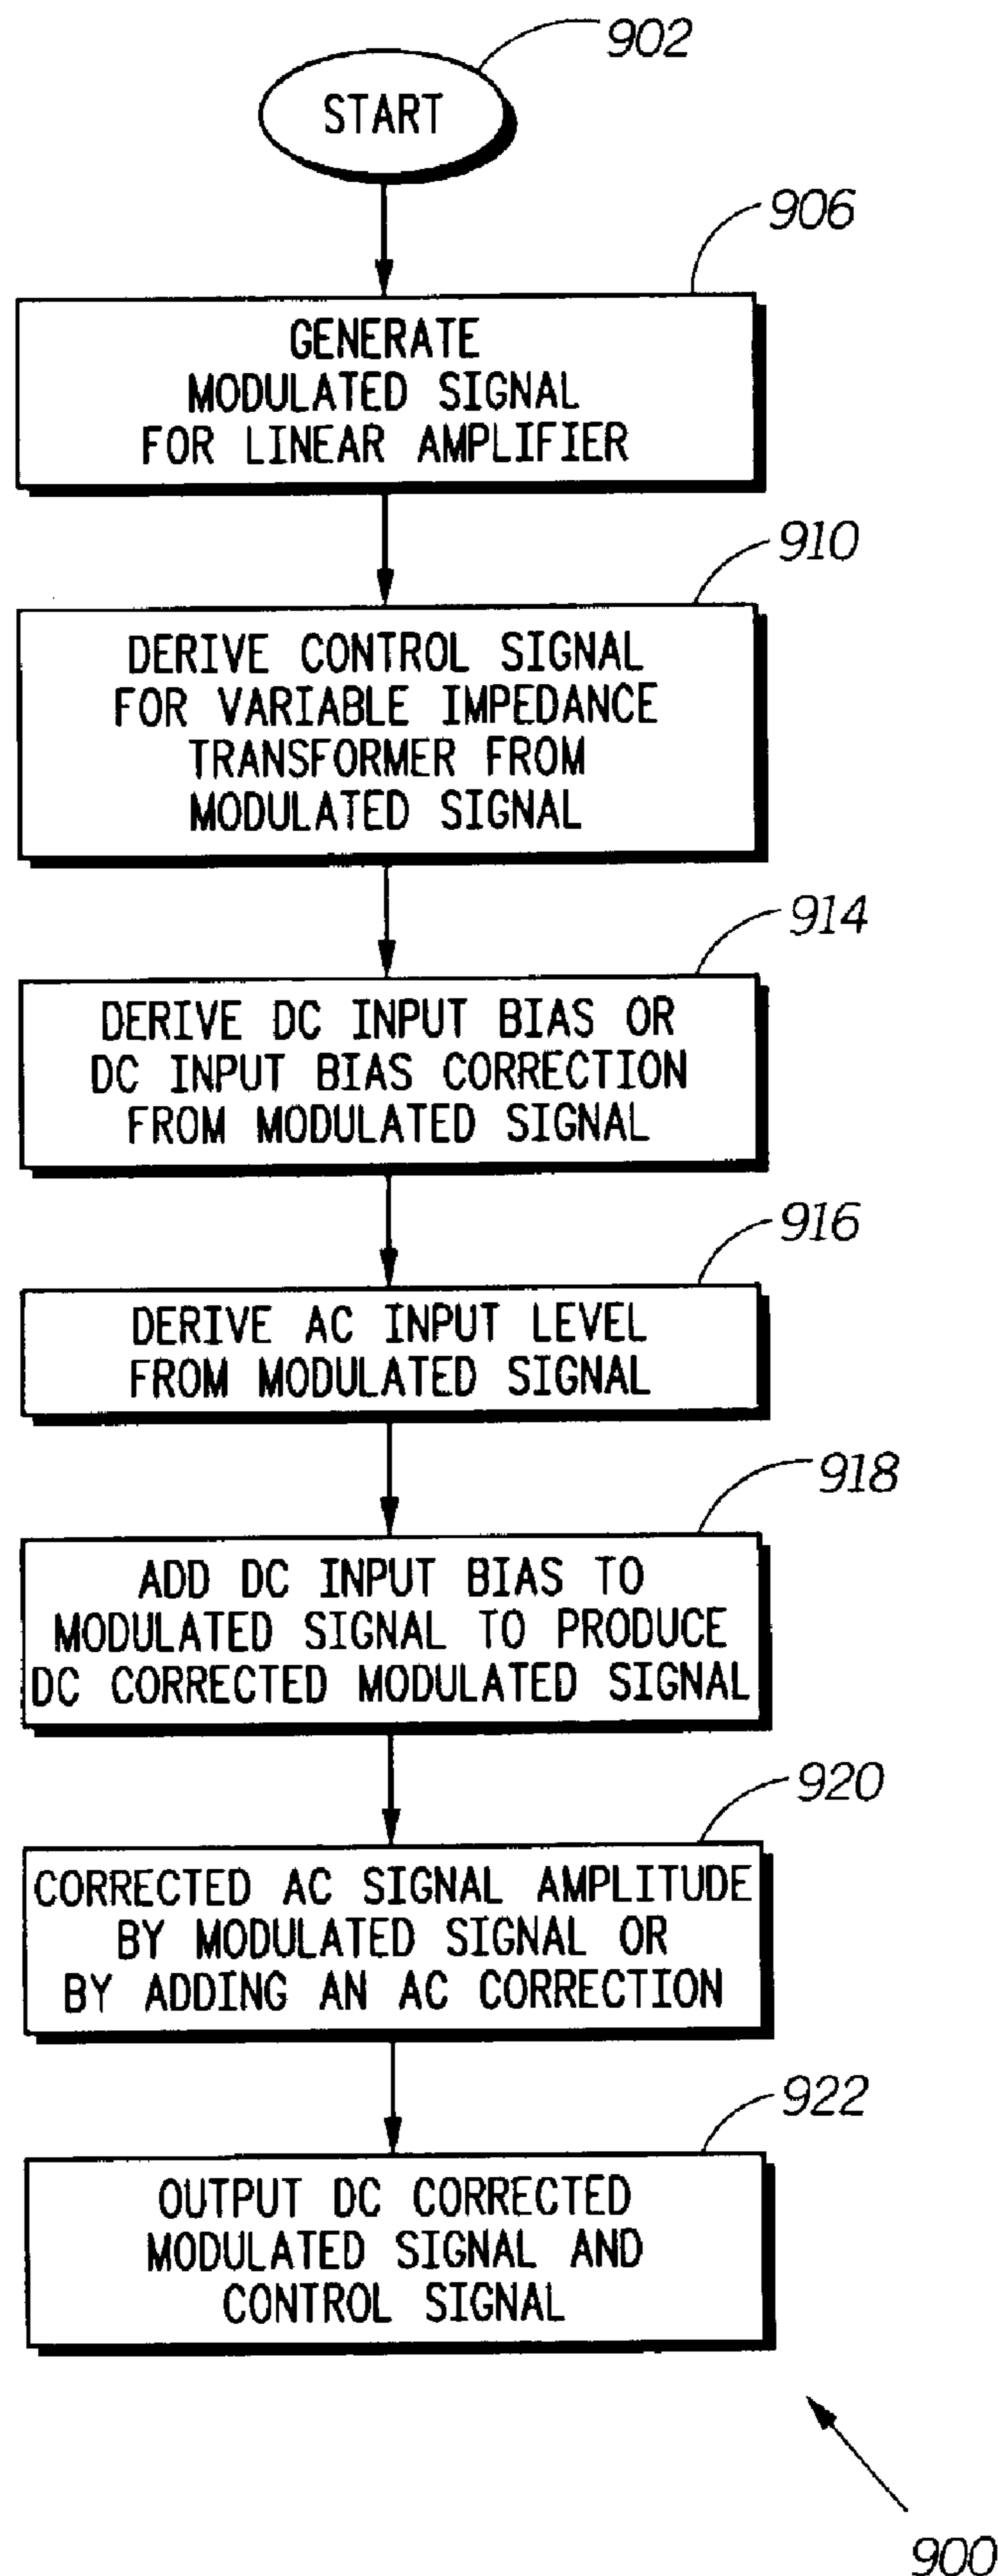 902
START
906
GENERATE
MODULATED SIGNAL
FOR LINEAR AMPLIFIER
910
DERIVE CONTROL SIGNAL
FOR VARIABLE IMPEDANCE
TRANSFORMER FROM
MODULATED SIGNAL
914
DERIVE DC INPUT BIAS OR
DC INPUT BIAS CORRECTION
FROM MODULATED SIGNAL
916
DERIVE AC INPUT LEVEL
FROM MODULATED SIGNAL
918
ADD DC INPUT BIAS TO
MODULATED SIGNAL TO PRODUCE
DC CORRECTED MODULATED SIGNAL
920
CORRECTED AC SIGNAL AMPLITUDE
BY MODULATED SIGNAL OR
BY ADDING AN AC CORRECTION
922
OUTPUT DC CORRECTED
MODULATED SIGNAL AND
CONTROL SIGNAL
900